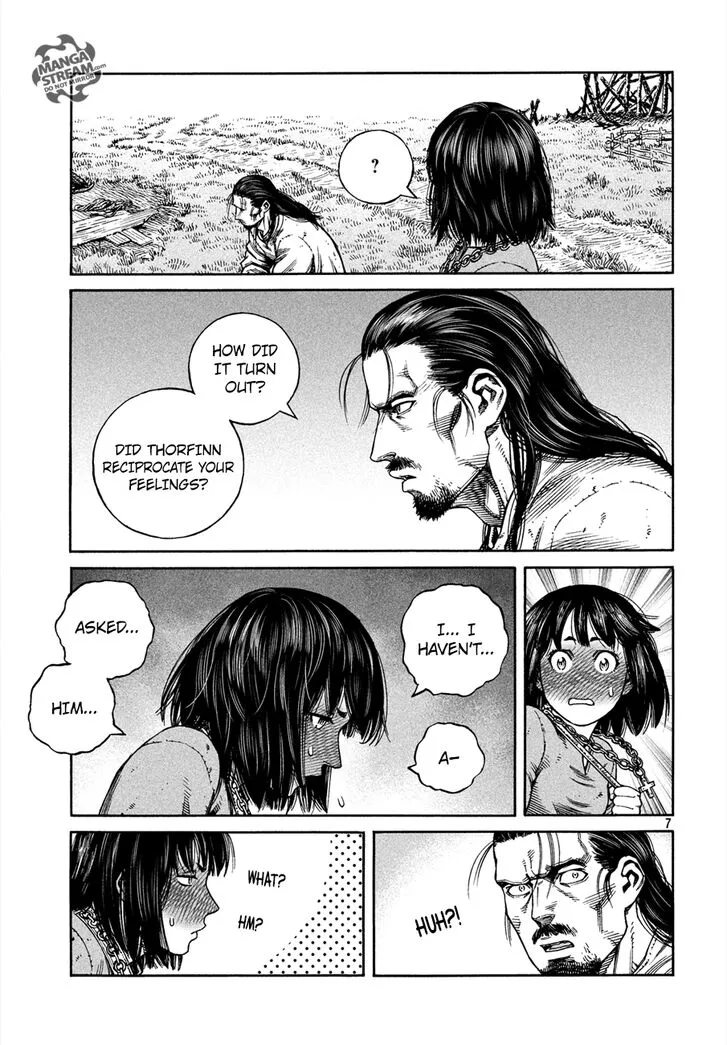 MANGA
STREAM.com
DO NOT MIRROR
?
HOW DID
IT TURN
OUT?
DID THORFINN
RECIPROCATE YOUR
FEELINGS?
I... I
HAVEN'T...
A-
ASKED...
HIM...
7
HUH?!
WHAT?
HM?